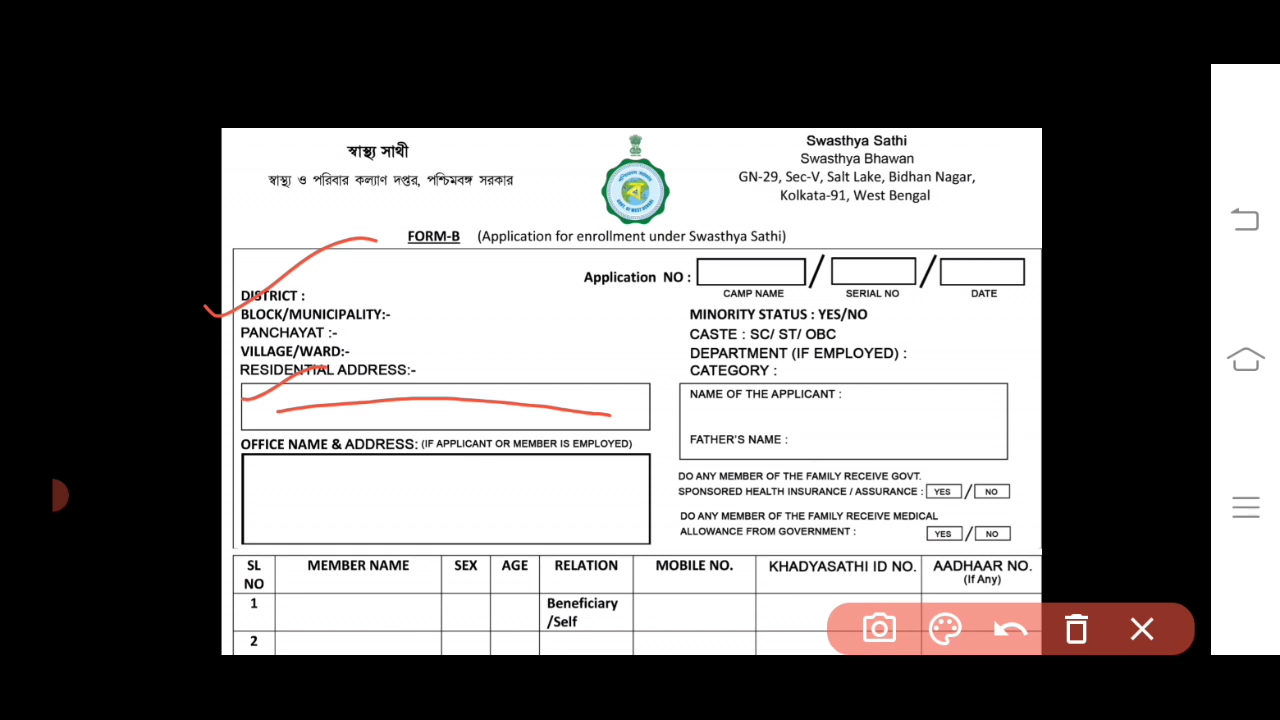 স্বাস্থ্য সাথী
স্বাস্থ্য ও পরিবার কল্যাণ দপ্তর, পশ্চিমবঙ্গ সরকার
ব
Swasthya Sathi
Swasthya Bhawan
GN-29, Sec-V, Salt Lake, Bidhan Nagar,
Kolkata-91, West Bengal
FORM-B (Application for enrollment under Swasthya Sathi)
Application NO : / /
CAMP NAME SERIAL NO DATE
DISTRICT :
BLOCK/MUNICIPALITY:-
PANCHAYAT :-
VILLAGE/WARD:-
RESIDENTIAL ADDRESS:-
MINORITY STATUS : YES/NO
CASTE : SC/ ST/ OBC
DEPARTMENT (IF EMPLOYED) :
CATEGORY :
NAME OF THE APPLICANT :
FATHER'S NAME :
OFFICE NAME & ADDRESS: (IF APPLICANT OR MEMBER IS EMPLOYED)
DO ANY MEMBER OF THE FAMILY RECEIVE GOVT.
SPONSORED HEALTH INSURANCE / ASSURANCE : YES / NO
DO ANY MEMBER OF THE FAMILY RECEIVE MEDICAL
ALLOWANCE FROM GOVERNMENT : YES / NO
SL NO MEMBER NAME SEX AGE RELATION MOBILE NO. KHADYASATHI ID NO. AADHAAR NO. (If Any)
1 Beneficiary /Self
2